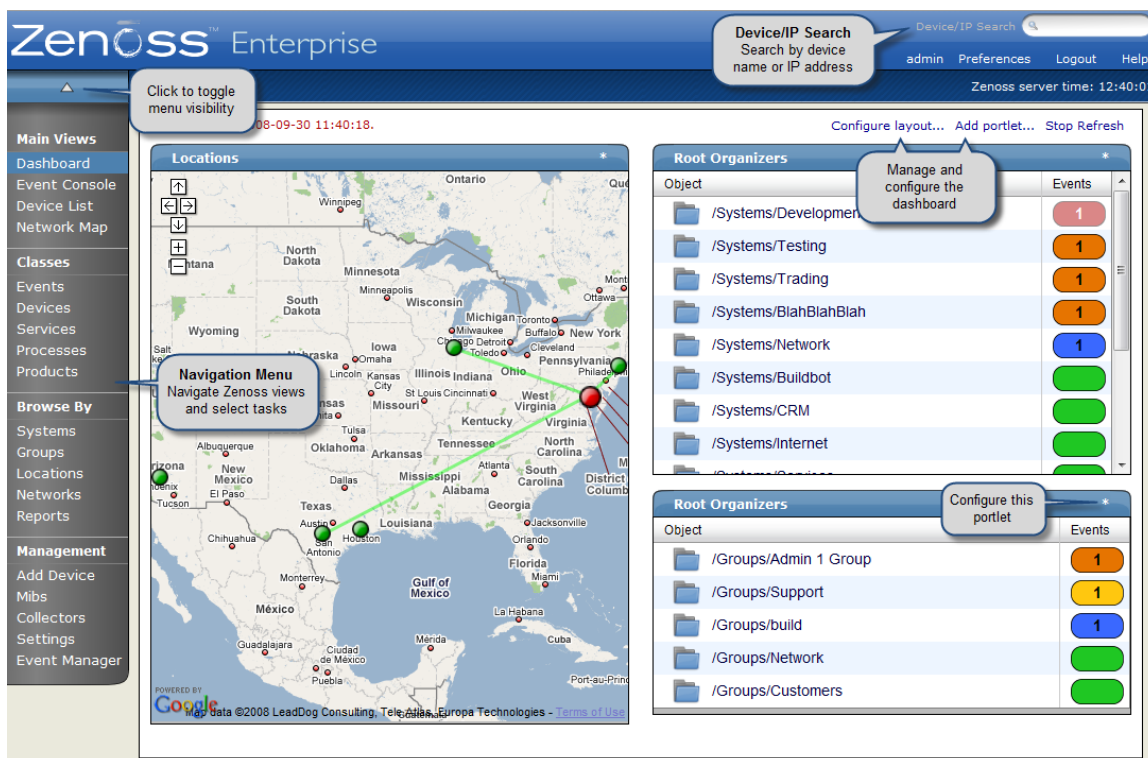 Zenoss™ Enterprise
Device/IP Search
Search by device
name or IP address
Device/IP Search
admin Preferences Logout Help
Zenoss server time: 12:40:0
Click to toggle
menu visibility
08-09-30 11:40:18.
Configure layout... Add portlet... Stop Refresh
Manage and
configure the
dashboard
Main Views
Dashboard
Event Console
Device List
Network Map
Classes
Events
Devices
Services
Processes
Products
Navigation Menu
Navigate Zenoss views
and select tasks
Browse By
Systems
Groups
Locations
Networks
Reports
Management
Add Device
Mibs
Collectors
Settings
Event Manager
Locations *
Ontario
Winnipeg
North
Dakota
Minnesota
Minneapolis
Ottawa
South
Dakota
Wisconsin
Michigan
Toronto
Wyoming
Milwaukee
Buffalo
New York
Iowa
Detroit
Cleveland
Omaha
Toledo
Pennsylvania
Salt
Lincoln
Kansas
City
Illinois
Indiana
Ohio
St Louis
Cincinnati
West
Virginia
Missouri
Kentucky
Virginia
Tulsa
Albuquerque
Oklahoma
Arkansas
Tennessee
North
Carolina
New
Mexico
Atlanta
South
Carolina
District
Columb
Dallas
Mississippi
Alabama
Tucson
El Paso
Texas
Georgia
Austin
Louisiana
Jacksonville
Chihuahua
San
Antonio
Houston
Orlando
Florida
Monterrey
Gulf of
Mexico
Miami
México
La Habana
Guadalajara
Ciudad
de México
Mérida
Cuba
Puebla
Port-au-Princ
POWERED BY
Google
Map data ©2008 LeadDog Consulting, Tele Atlas, Europa Technologies - Terms of Use
Root Organizers *
Object Events
/Systems/Developmen 1
/Systems/Testing 1
/Systems/Trading 1
/Systems/BlahBlahBlah 1
/Systems/Network 1
/Systems/Buildbot
/Systems/CRM
/Systems/Internet
/Systems/Services
Root Organizers *
Configure this
portlet
Object Events
/Groups/Admin 1 Group 1
/Groups/Support 1
/Groups/build 1
/Groups/Network
/Groups/Customers